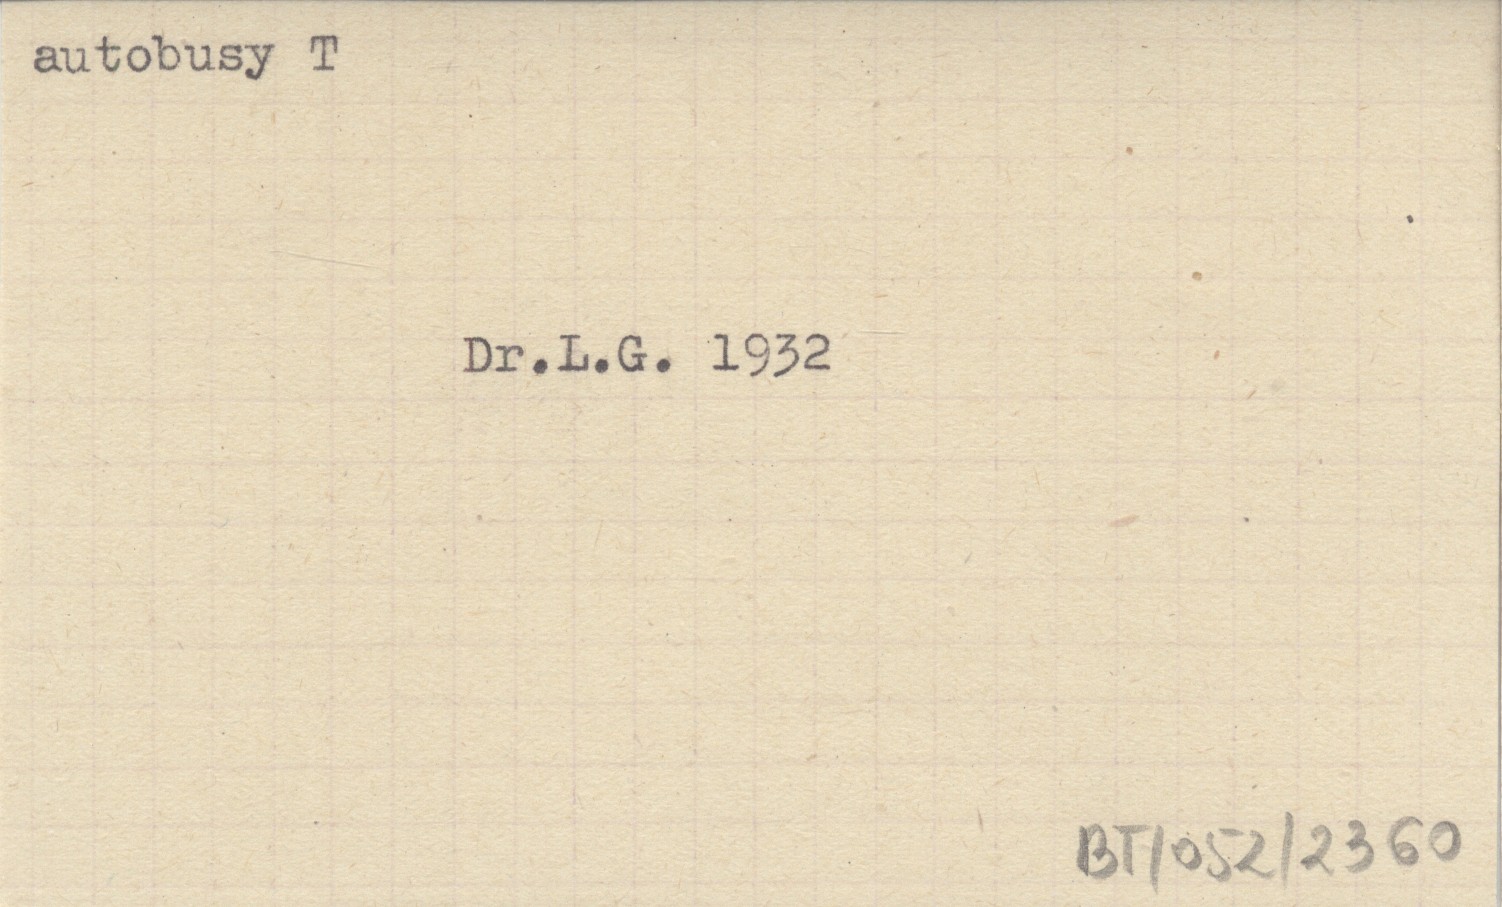 autobusy T
Dr.L.G. 1932
BT/052/2360